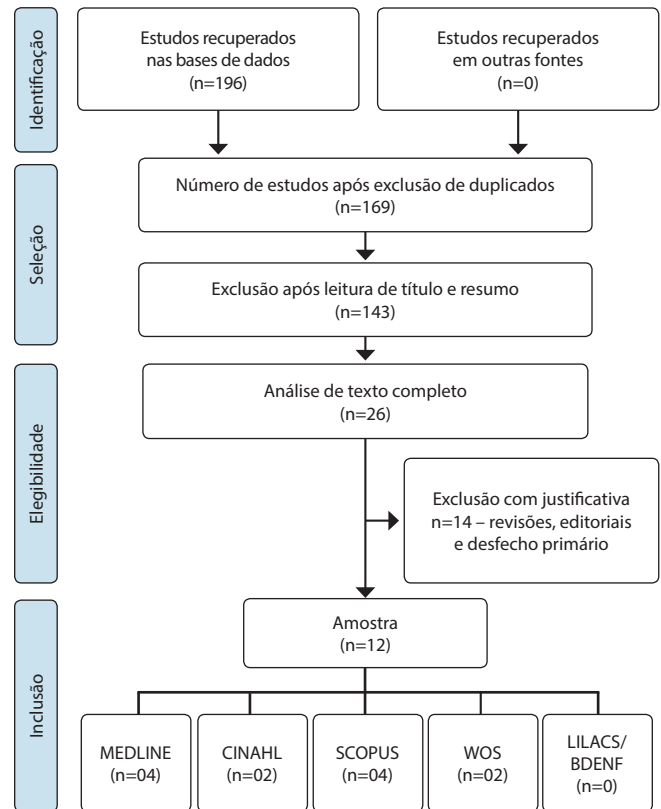 Identificação
Estudos recuperados
nas bases de dados
(n=196)
Estudos recuperados
em outras fontes
(n=0)
Seleção
Número de estudos após exclusão de duplicados
(n=169)
Exclusão após leitura de título e resumo
(n=143)
Elegibilidade
Análise de texto completo
(n=26)
Exclusão com justificativa
n=14 – revisões, editoriais
e desfecho primário
Inclusão
Amostra
(n=12)
MEDLINE
(n=04)
CINAHL
(n=02)
SCOPUS
(n=04)
WOS
(n=02)
LILACS/
BDENF
(n=0)